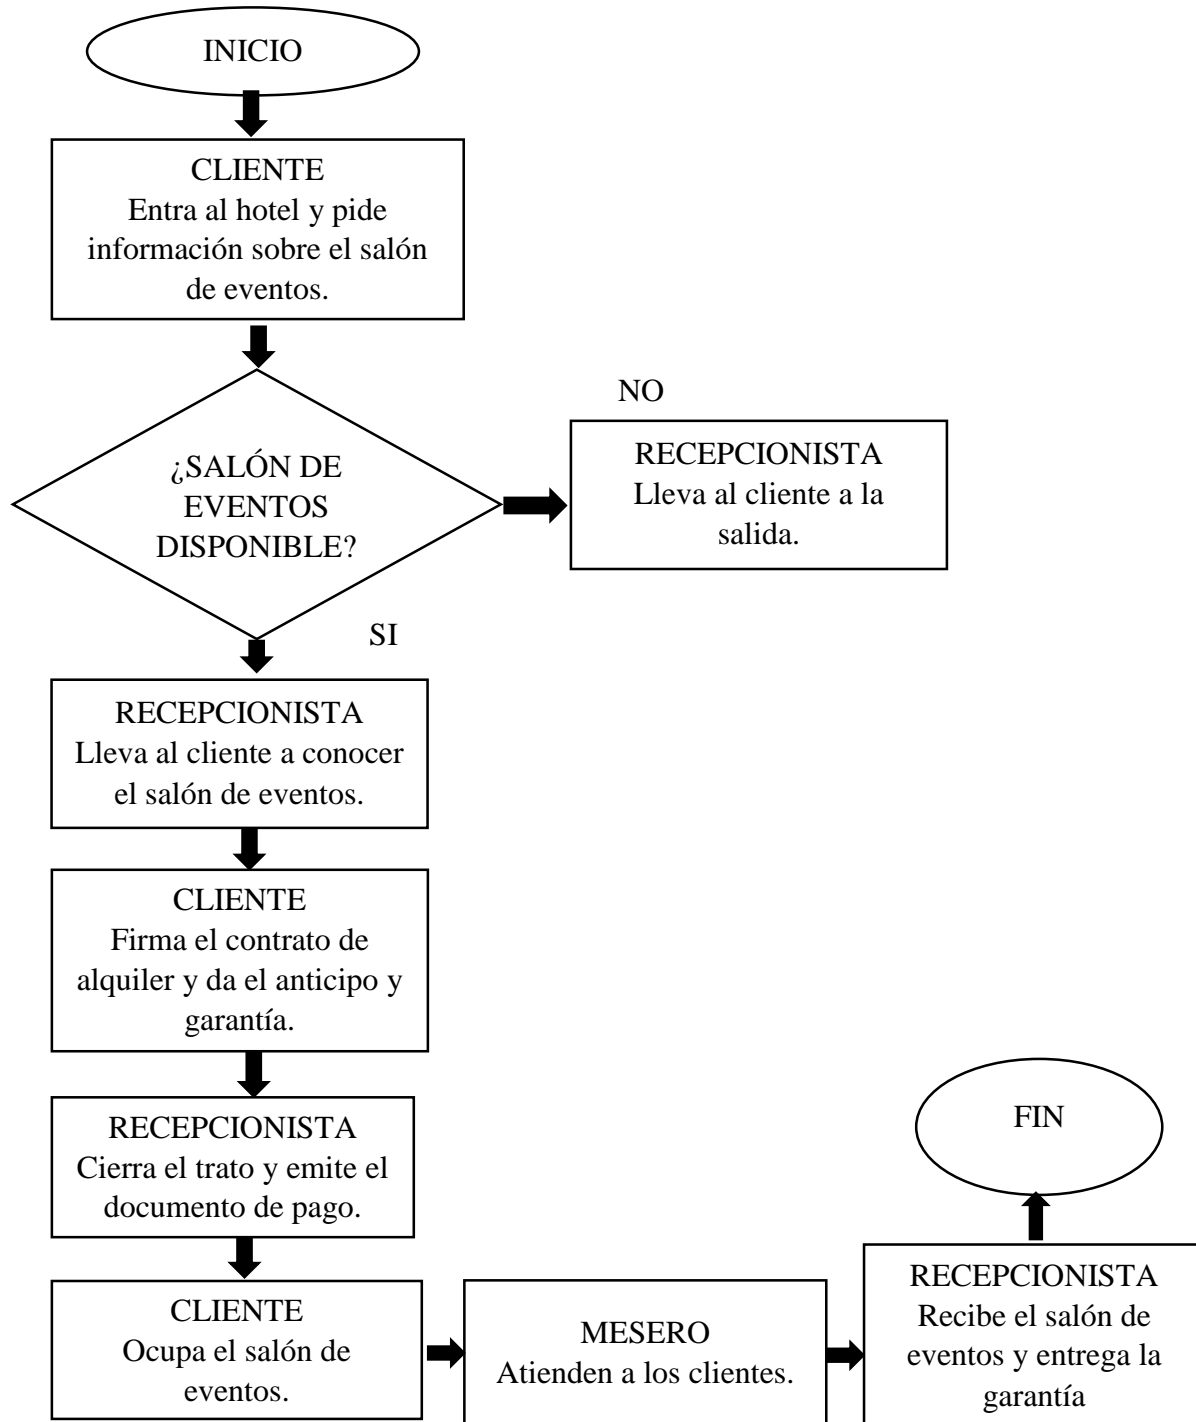 INICIO
CLIENTE
Entra al hotel y pide
información sobre el salón
de eventos.
¿SALÓN DE
EVENTOS
DISPONIBLE?
NO
RECEPCIONISTA
Lleva al cliente a la
salida.
SI
RECEPCIONISTA
Lleva al cliente a conocer
el salón de eventos.
CLIENTE
Firma el contrato de
alquiler y da el anticipo y
garantía.
RECEPCIONISTA
Cierra el trato y emite el
documento de pago.
CLIENTE
Ocupa el salón de
eventos.
MESERO
Atienden a los clientes.
RECEPCIONISTA
Recibe el salón de
eventos y entrega la
garantía
FIN